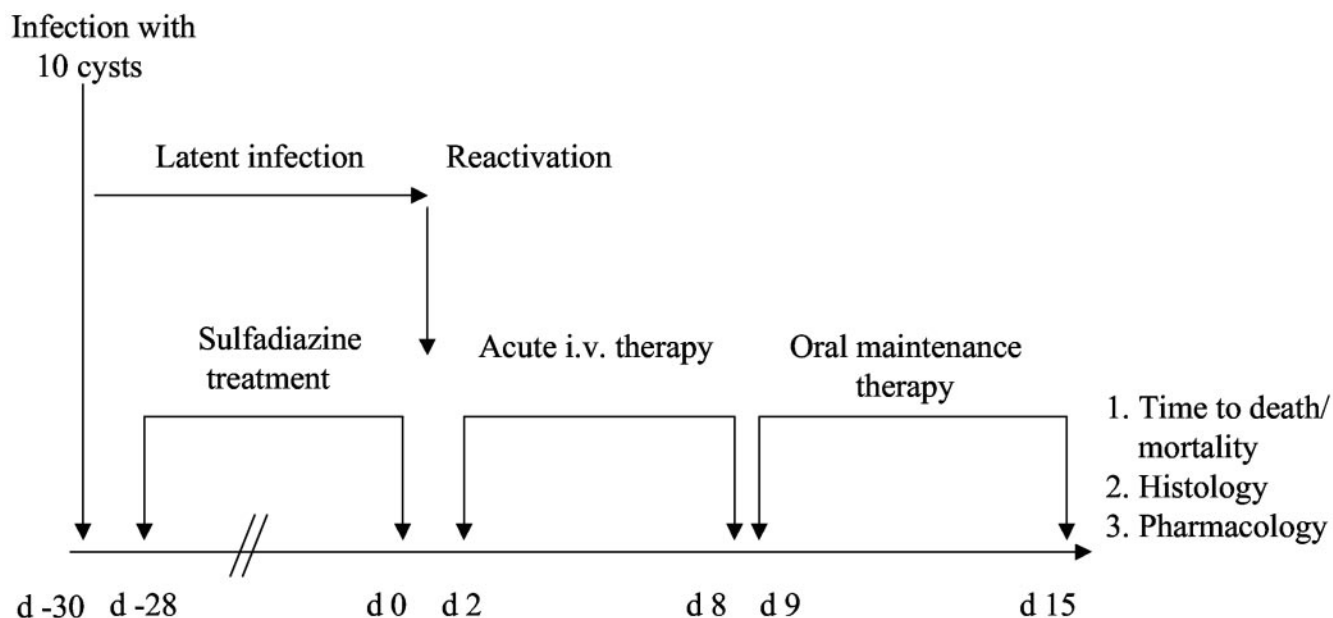 Infection with
10 cysts
Latent infection
Reactivation
Sulfadiazine
treatment
Acute i.v. therapy
Oral maintenance
therapy
1. Time to death/
mortality
2. Histology
3. Pharmacology
d -30 d -28 d 0 d 2 d 8 d 9 d 15